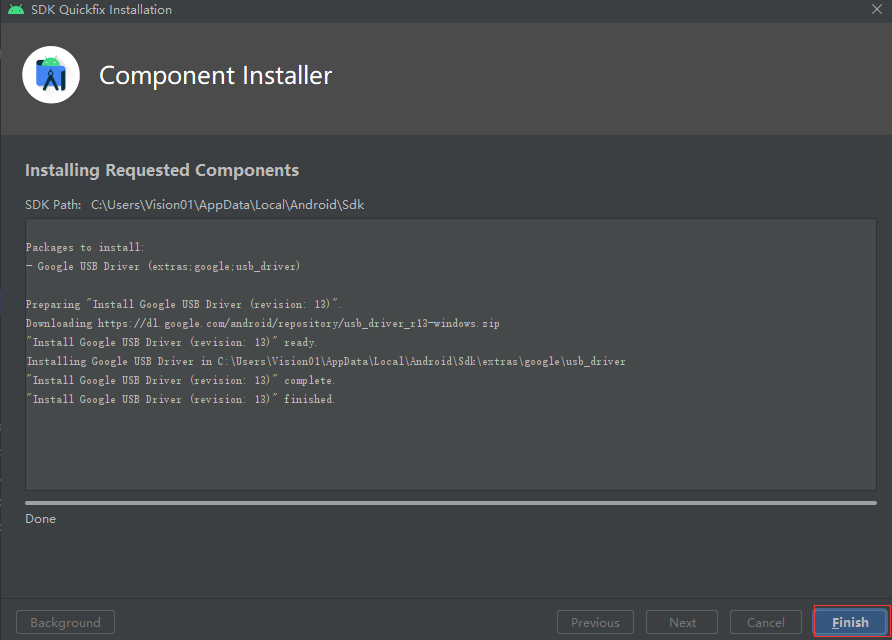 SDK Quickfix Installation
Component Installer
Installing Requested Components
SDK Path: C:\Users\Vision01\AppData\Local\Android\Sdk
Packages to install:
- Google USB Driver (extras;google;usb_driver)
Preparing "Install Google USB Driver (revision: 13)".
Downloading https://dl.google.com/android/repository/usb_driver_r13-windows.zip
"Install Google USB Driver (revision: 13)" ready.
Installing Google USB Driver in C:\Users\Vision01\AppData\Local\Android\Sdk\extras\google\usb_driver
"Install Google USB Driver (revision: 13)" complete.
"Install Google USB Driver (revision: 13)" finished.
Done
Background Previous Next Cancel Finish